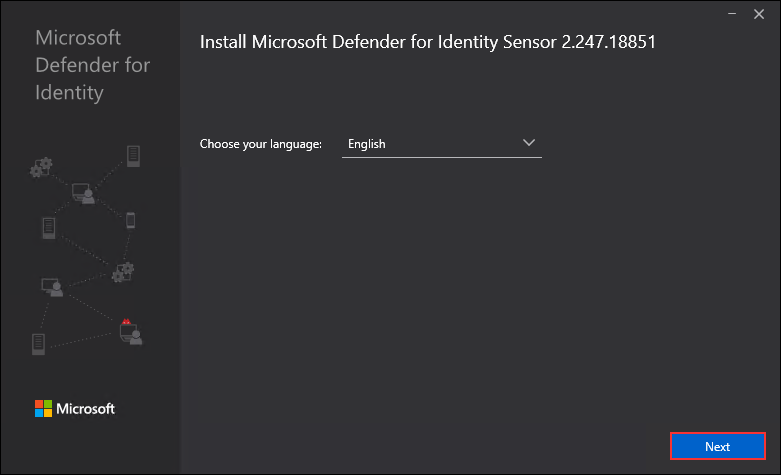 Microsoft
Defender for
Identity
Install Microsoft Defender for Identity Sensor 2.247.18851
Choose your language: English
Microsoft
Next